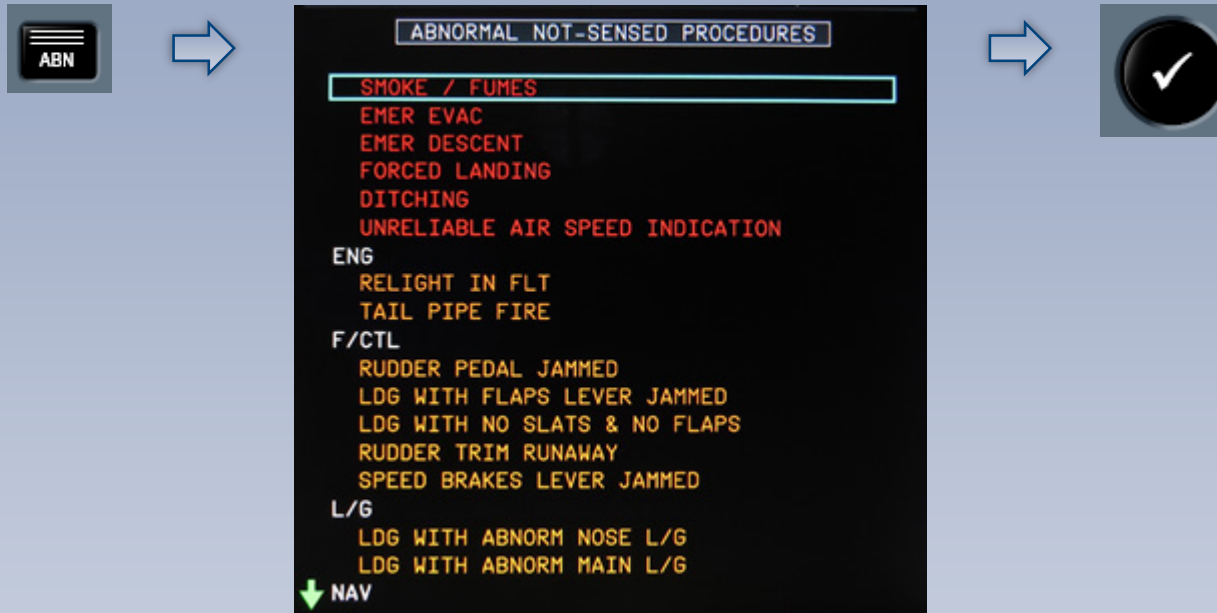 ABN
ABNORMAL NOT-SENSED PROCEDURES
SMOKE / FUMES
EMER EVAC
EMER DESCENT
FORCED LANDING
DITCHING
UNRELIABLE AIR SPEED INDICATION
ENG
RELIGHT IN FLT
TAIL PIPE FIRE
F/CTL
RUDDER PEDAL JAMMED
LDG WITH FLAPS LEVER JAMMED
LDG WITH NO SLATS & NO FLAPS
RUDDER TRIM RUNAWAY
SPEED BRAKES LEVER JAMMED
L/G
LDG WITH ABNORM NOSE L/G
LDG WITH ABNORM MAIN L/G
NAV